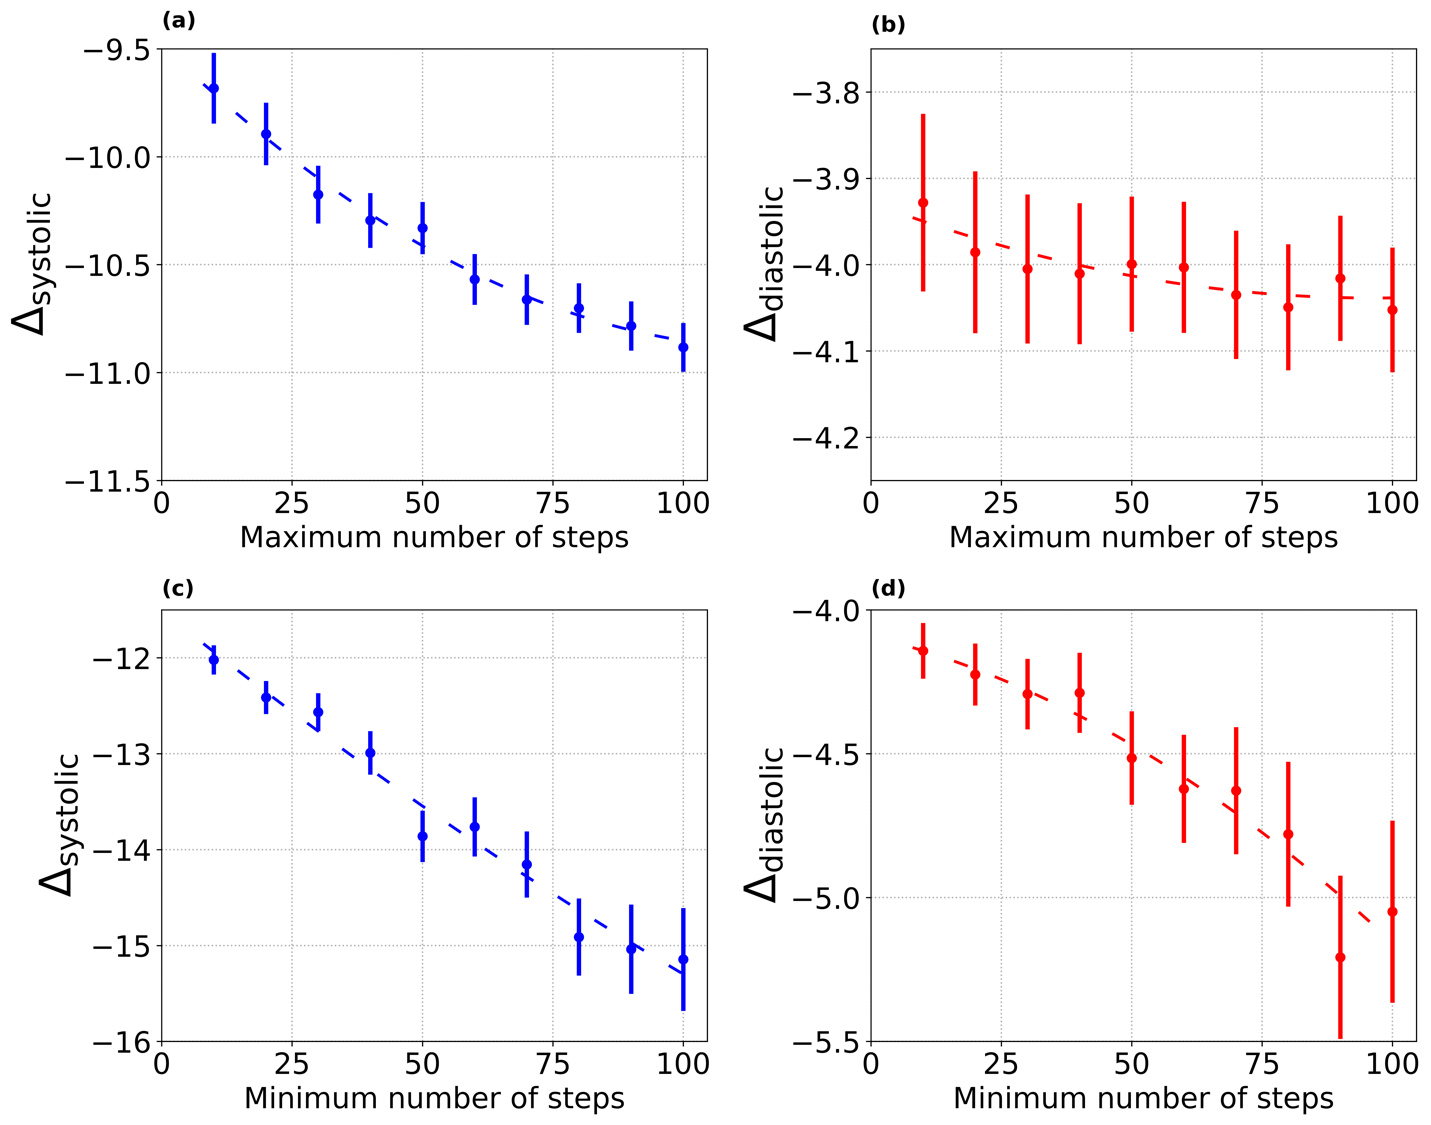 (a)
−9.5
−10.0
−10.5
−11.0
−11.5
Δsystolic
0 25 50 75 100
Maximum number of steps
(b)
−3.8
−3.9
−4.0
−4.1
−4.2
Δdiastolic
0 25 50 75 100
Maximum number of steps
(c)
−12
−13
−14
−15
−16
Δsystolic
0 25 50 75 100
Minimum number of steps
(d)
−4.0
−4.5
−5.0
−5.5
Δdiastolic
0 25 50 75 100
Minimum number of steps